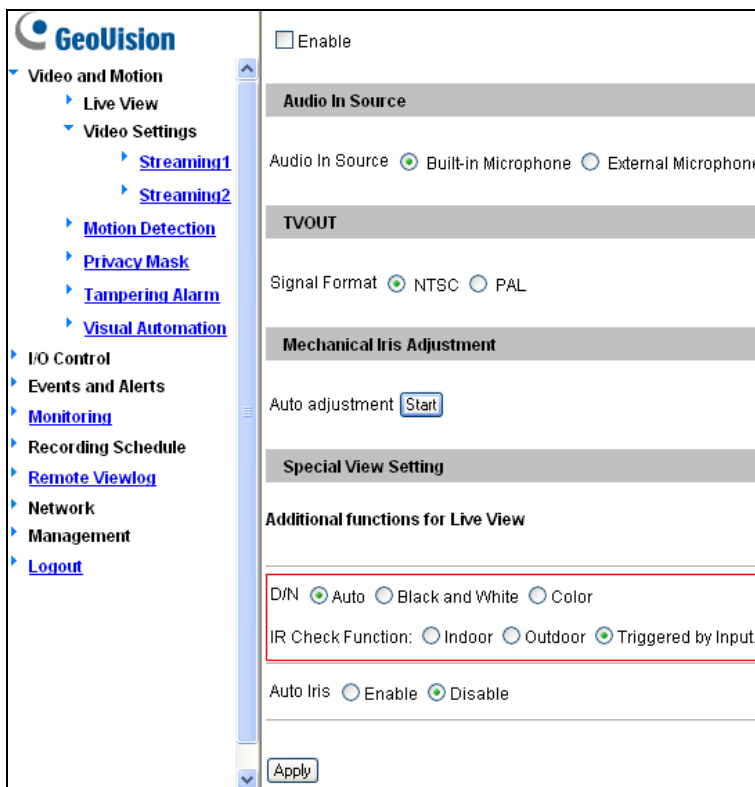 GeoVision
Video and Motion
Live View
Video Settings
Streaming1
Streaming2
Motion Detection
Privacy Mask
Tampering Alarm
Visual Automation
I/O Control
Events and Alerts
Monitoring
Recording Schedule
Remote Viewlog
Network
Management
Logout
Enable
Audio In Source
Audio In Source Built-in Microphone External Microphone
TVOUT
Signal Format NTSC PAL
Mechanical Iris Adjustment
Auto adjustment Start
Special View Setting
Additional functions for Live View
D/N Auto Black and White Color
IR Check Function: Indoor Outdoor Triggered by Input.
Auto Iris Enable Disable
Apply